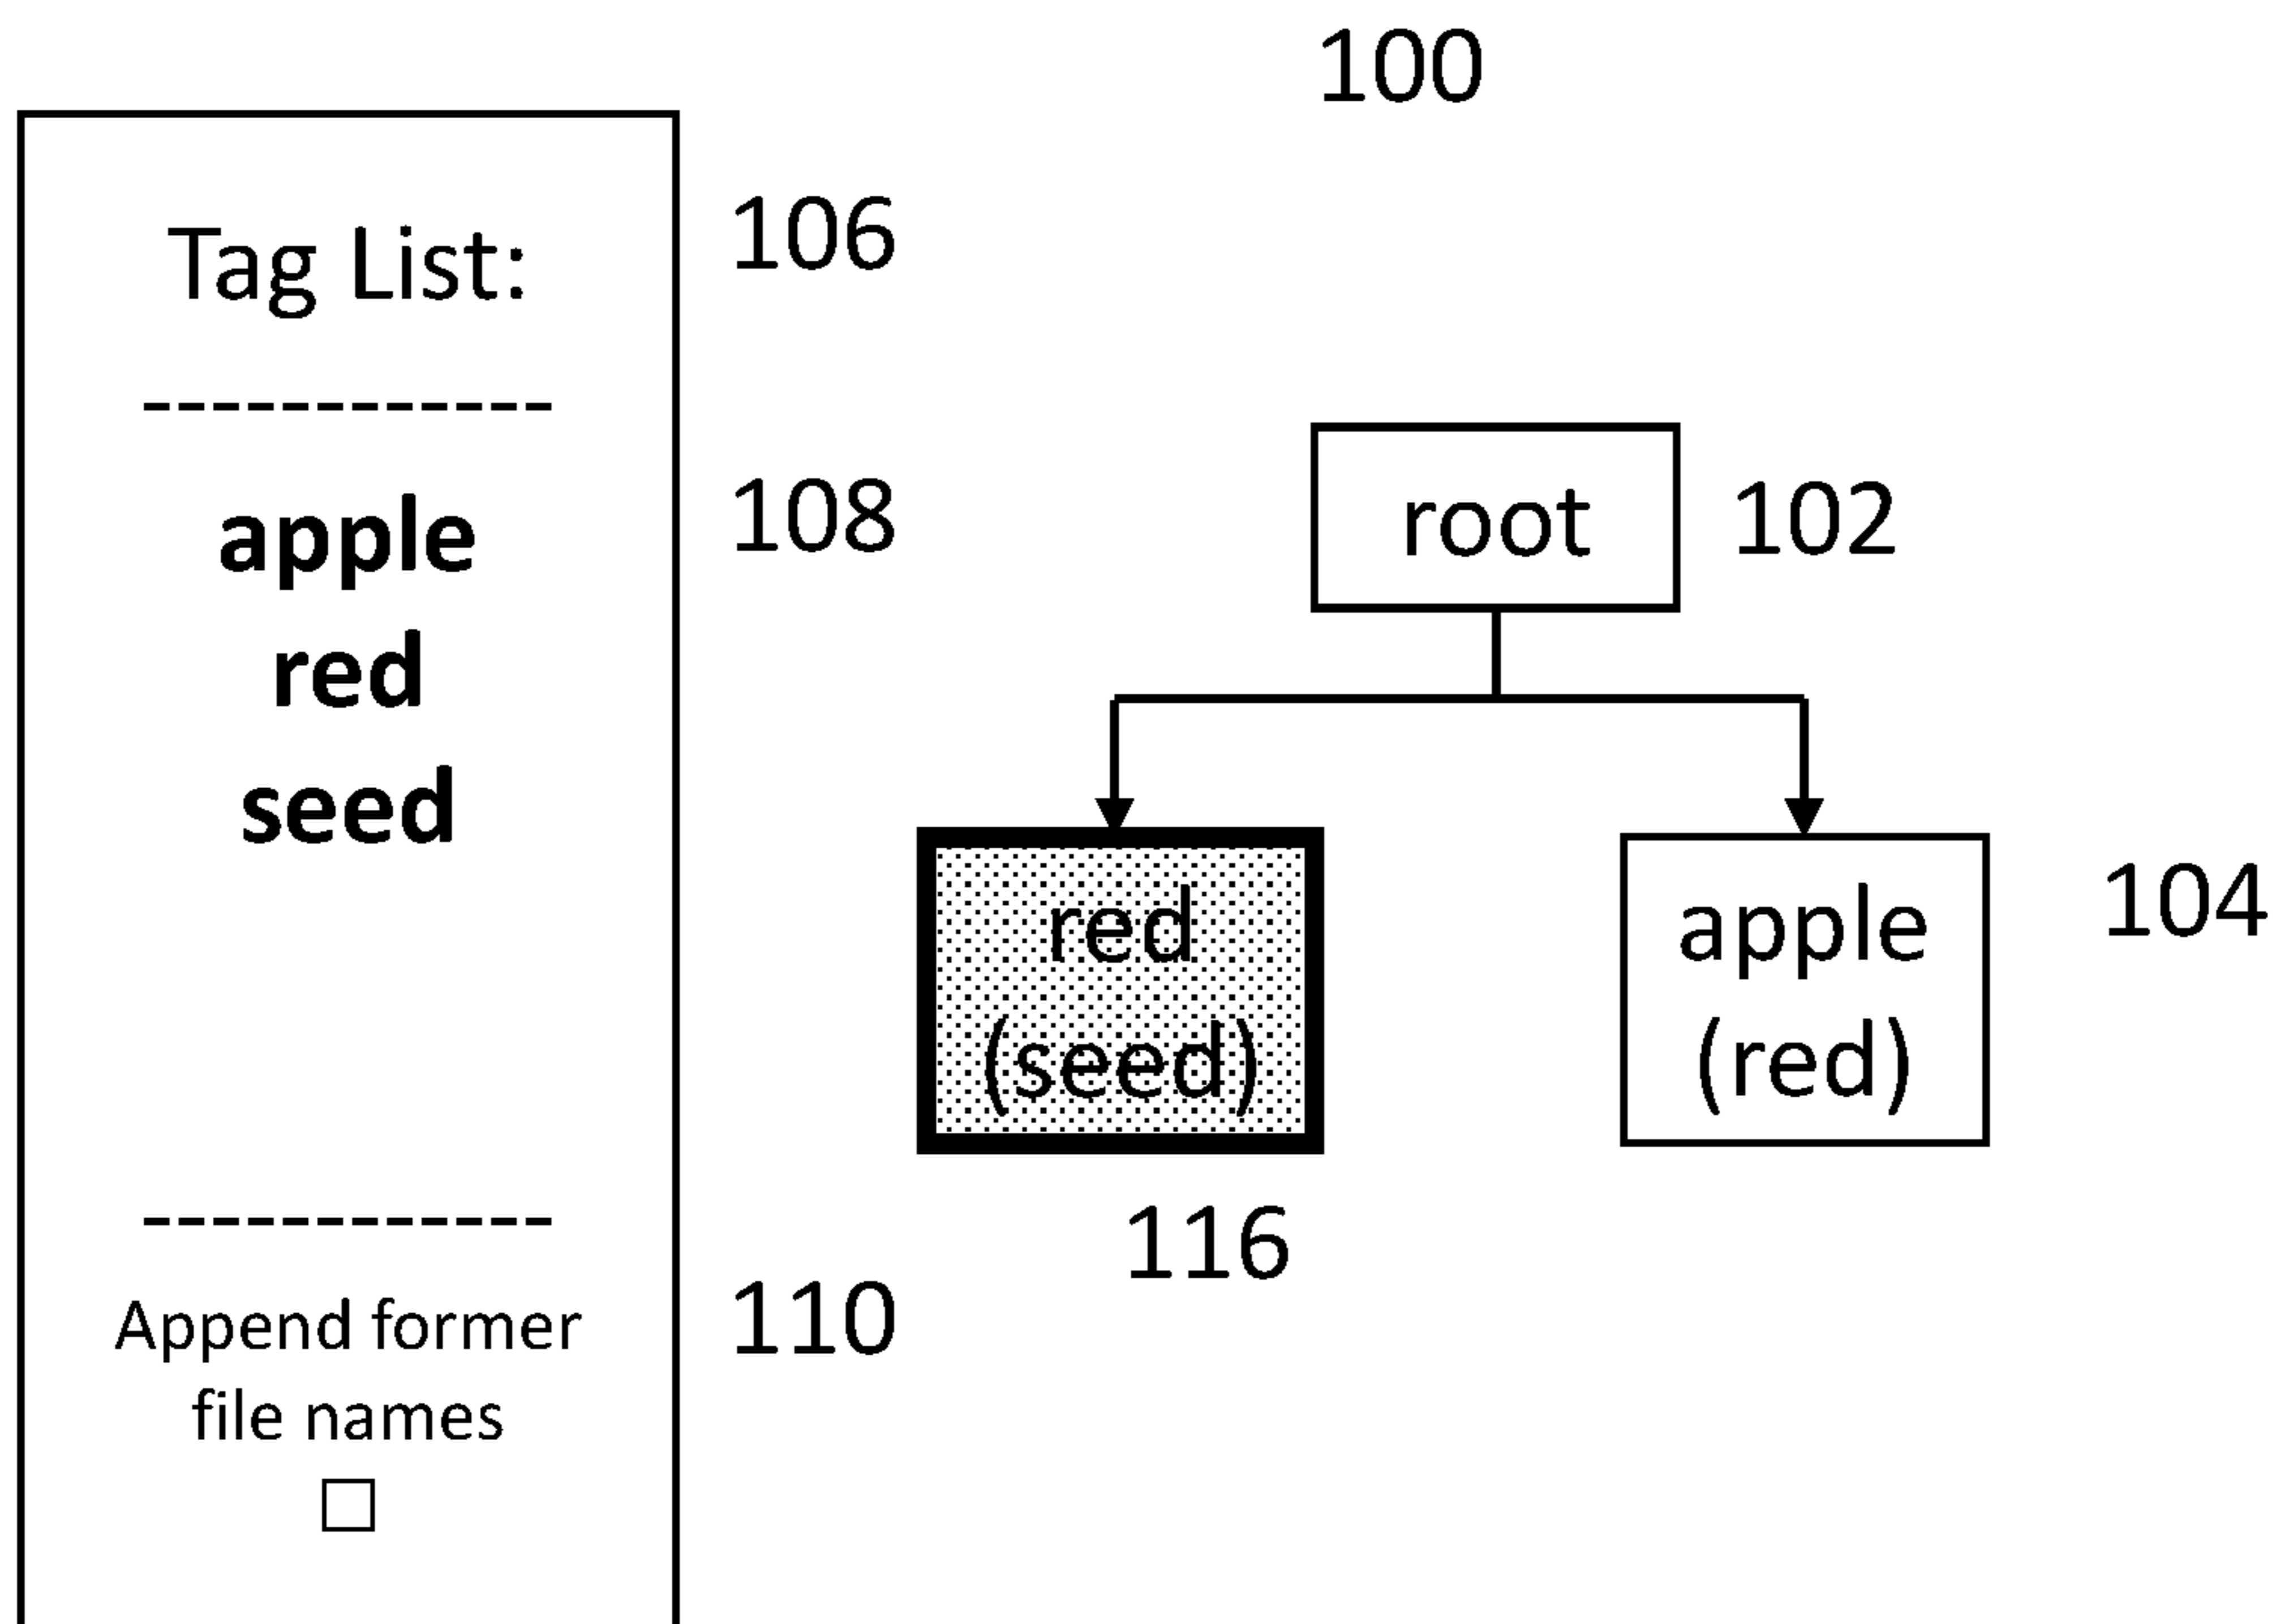 100
Tag List:
106
-------------
apple
108
red
seed
-------------
Append former
file names
☐
110
root
102
red
(seed)
116
apple
(red)
104